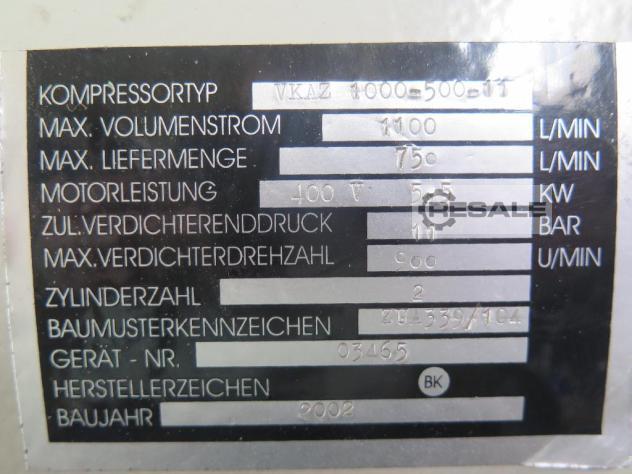 KOMPRESSORTYP VKAZ 1000-500-11
MAX. VOLUMENSTROM 1100 L/MIN
MAX. LIEFERMENGE 750 L/MIN
MOTORLEISTUNG 400 V 5.5 KW
RESALE
ZUL.VERDICHTERENDDRUCK 11 BAR
MAX.VERDICHTERDREHZAHL 900 U/MIN
ZYLINDERZAHL 2
BAUMUSTERKENNZEICHEN
GERÄT - NR. 03465
HERSTELLERZEICHEN BK
BAUJAHR 2002